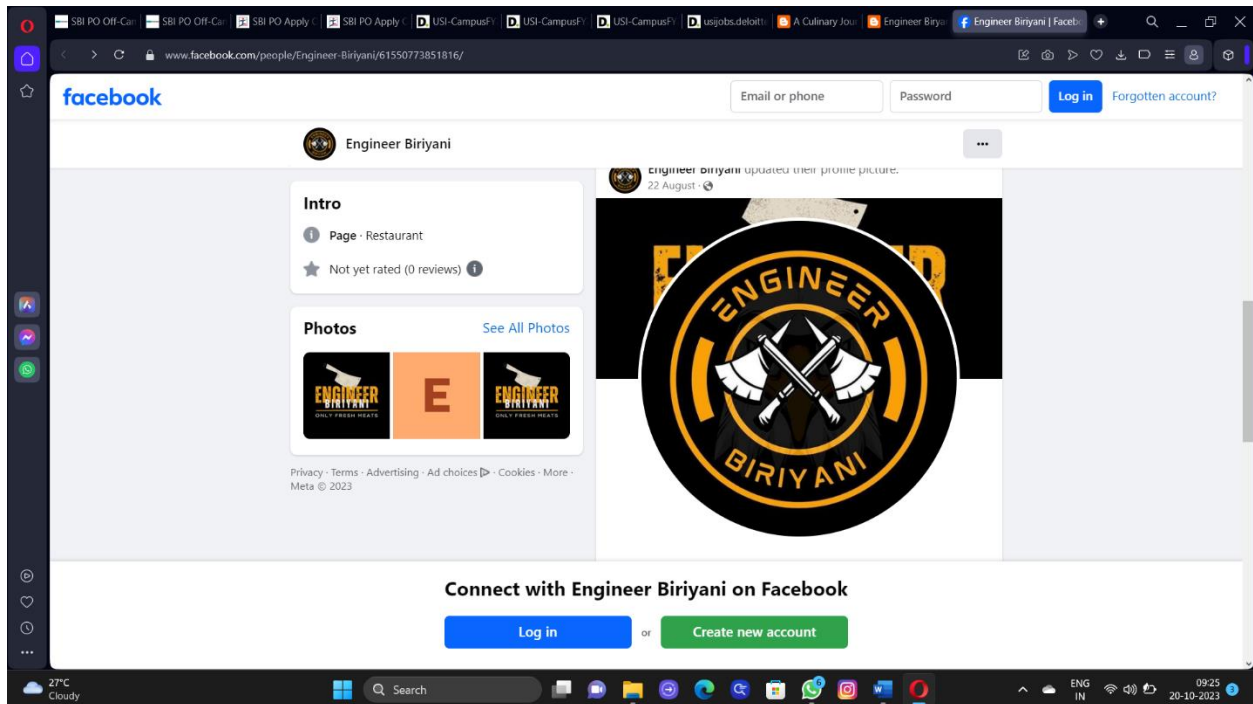 SBI PO Off-Can
SBI PO Off-Can
SBI PO Apply
SBI PO Apply
USI-CampusFY
USI-CampusFY
USI-CampusFY
usijobs.deloitte
A Culinary Jour
Engineer Birya
Engineer Biriyani | Facebo
www.facebook.com/people/Engineer-Biriyani/61550773851816/
facebook
Email or phone
Password
Log in
Forgotten account?
Engineer Biriyani
Engineer Biriyani updated their profile picture.
22 August
Intro
Page · Restaurant
Not yet rated (0 reviews)
Photos
See All Photos
ENGINEER
BIRIYANI
ONLY FRESH MEATS
E
ENGINEER
BIRIYANI
ONLY FRESH MEATS
Privacy · Terms · Advertising · Ad choices · Cookies · More ·
Meta © 2023
ENGINEER
BIRIYANI
Connect with Engineer Biriyani on Facebook
Log in
or
Create new account
27°C
Cloudy
Search
6
ENG
IN
09:25
20-10-2023
3